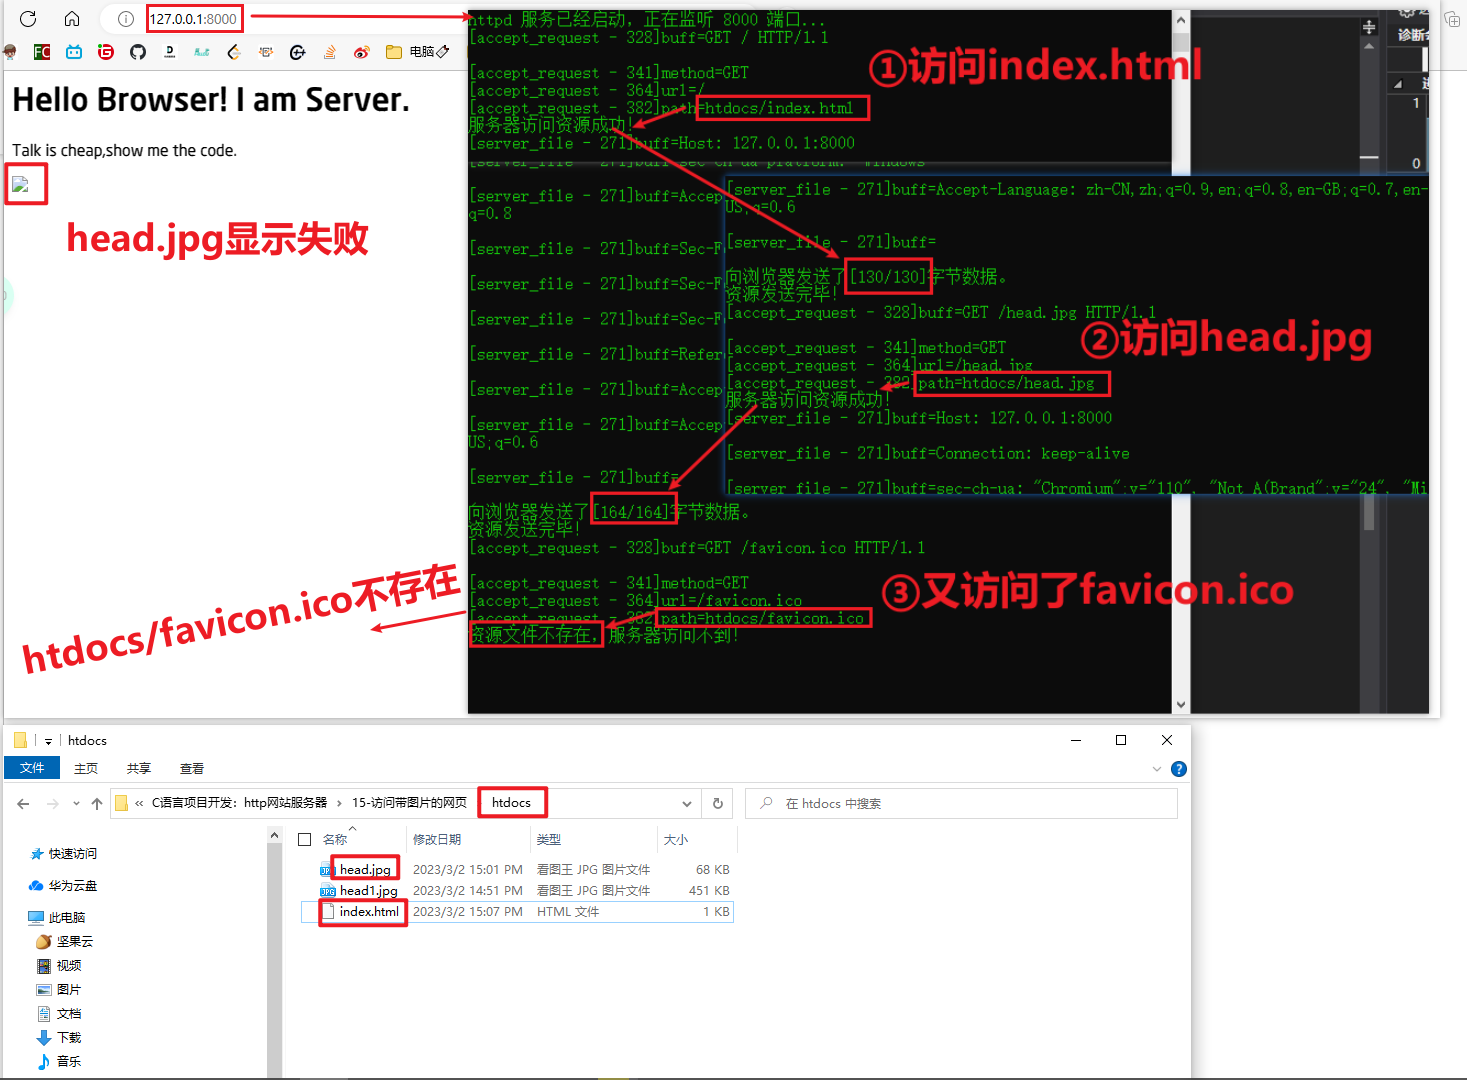 127.0.0.1:8000
电脑
Hello Browser! I am Server.
Talk is cheap,show me the code.
head.jpg显示失败
htdocs/favicon.ico不存在
httpd 服务已经启动, 正在监听 8000 端口...
[accept_request - 328]buff=GET / HTTP/1.1
①访问index.html
[accept_request - 341]method=GET
[accept_request - 364]url=/
[accept_request - 382]path=htdocs/index.html
服务器访问资源成功!
[server_file - 271]buff=Host: 127.0.0.1:8000
[server_file - 271]buff=Accep
q=0.8
[server_file - 271]buff=Sec-F
[server_file - 271]buff=Sec-F
[server_file - 271]buff=Sec-F
[server_file - 271]buff=Refer
[server_file - 271]buff=Accep
[server_file - 271]buff=Accep
US;q=0.6
[server_file - 271]buff=
向浏览器发送了[164/164]字节数据。
资源发送完毕!
[accept_request - 328]buff=GET /favicon.ico HTTP/1.1
[accept_request - 341]method=GET
③又访问了favicon.ico
[accept_request - 364]url=/favicon.ico
[accept_request - 382]path=htdocs/favicon.ico
资源文件不存在, 服务器访问不到!
[server_file - 271]buff=Accept-Language: zh-CN,zh;q=0.9,en;q=0.8,en-GB;q=0.7,en-
US;q=0.6
[server_file - 271]buff=
向浏览器发送了[130/130]字节数据。
资源发送完毕!
[accept_request - 328]buff=GET /head.jpg HTTP/1.1
②访问head.jpg
[accept_request - 341]method=GET
[accept_request - 364]url=/head.jpg
[accept_request - 382]path=htdocs/head.jpg
服务器访问资源成功!
[server_file - 271]buff=Host: 127.0.0.1:8000
[server_file - 271]buff=Connection: keep-alive
[server_file - 271]buff=sec-ch-ua: "Chromium";v="110", "Not A(Brand";v="24", "Mi
诊断
1
0
htdocs
文件 主页 共享 查看
« C语言项目开发: http网站服务器 › 15-访问带图片的网页 htdocs
在 htdocs 中搜索
名称 修改日期 类型 大小
head.jpg 2023/3/2 15:01 PM 看图王 JPG 图片文件 68 KB
head1.jpg 2023/3/2 14:51 PM 看图王 JPG 图片文件 451 KB
index.html 2023/3/2 15:07 PM HTML 文件 1 KB
快速访问
华为云盘
此电脑
坚果云
视频
图片
文档
下载
音乐